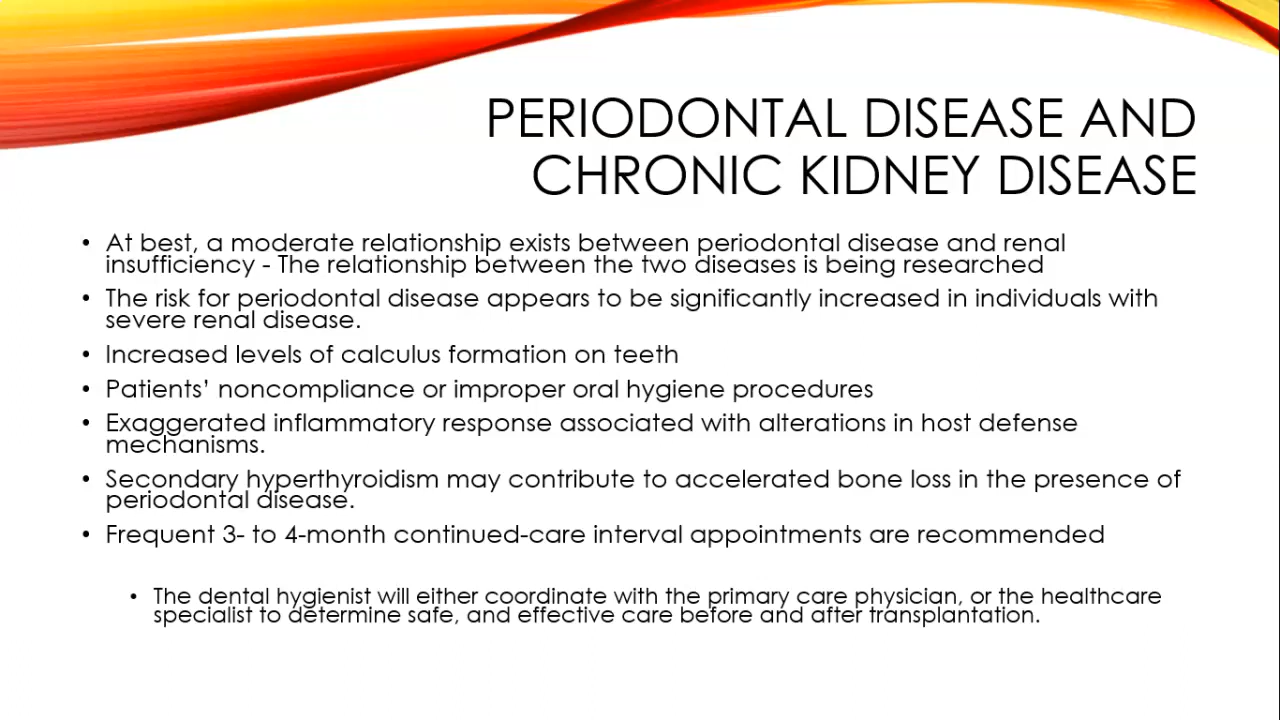 PERIODONTAL DISEASE AND
CHRONIC KIDNEY DISEASE
• At best, a moderate relationship exists between periodontal disease and renal
insufficiency - The relationship between the two diseases is being researched
• The risk for periodontal disease appears to be significantly increased in individuals with
severe renal disease.
• Increased levels of calculus formation on teeth
• Patients’ noncompliance or improper oral hygiene procedures
• Exaggerated inflammatory response associated with alterations in host defense
mechanisms.
• Secondary hyperthyroidism may contribute to accelerated bone loss in the presence of
periodontal disease.
• Frequent 3- to 4-month continued-care interval appointments are recommended
• The dental hygienist will either coordinate with the primary care physician, or the healthcare
specialist to determine safe, and effective care before and after transplantation.